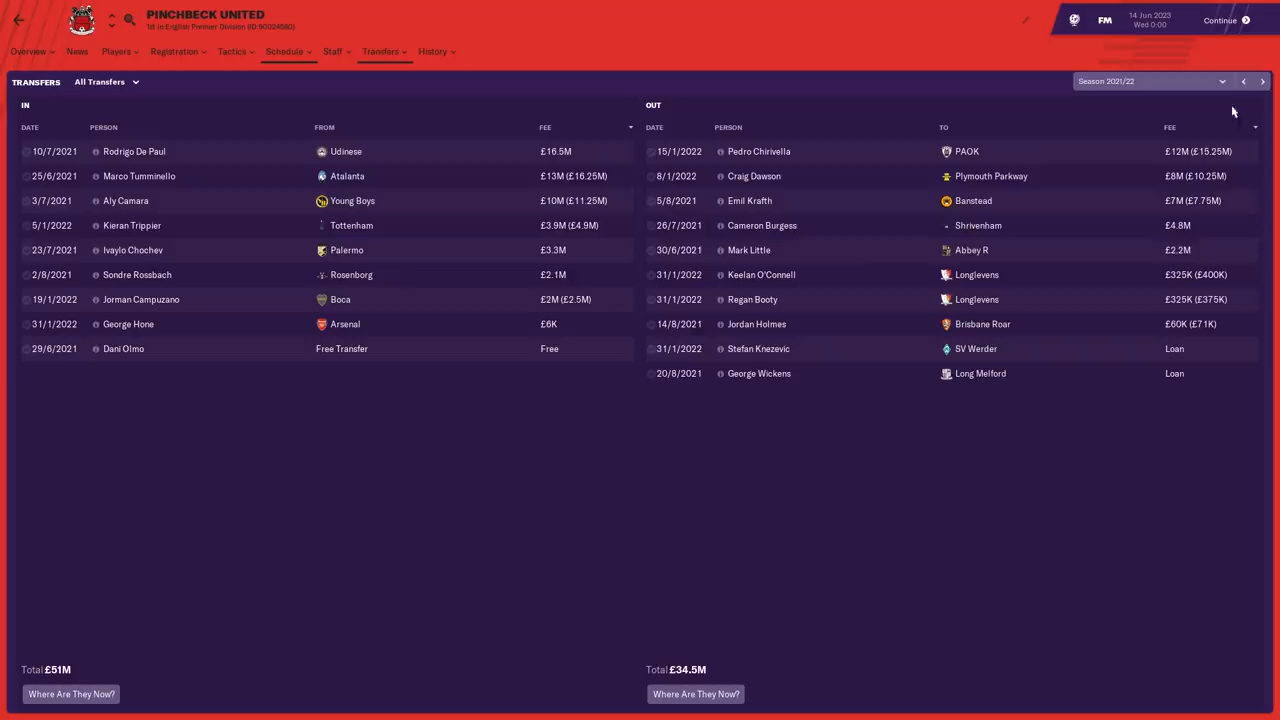 PINCHBECK UNITED
1st in English Premier Division (ID:90024580)
14 Jun 2023
Wed 0:00
FM
Continue
Overview
News
Players
Registration
Tactics
Schedule
Staff
Transfers
History
TRANSFERS All Transfers
Season 2021/22
IN
DATE PERSON FROM FEE
10/7/2021 Rodrigo De Paul Udinese £16.5M
25/6/2021 Marco Tumminello Atalanta £13M (£16.25M)
3/7/2021 Aly Camara Young Boys £10M (£11.25M)
5/1/2022 Kieran Trippier Tottenham £3.9M (£4.9M)
23/7/2021 Ivaylo Chochev Palermo £3.3M
2/8/2021 Sondre Rossbach Rosenborg £2.1M
19/1/2022 Jorman Campuzano Boca £2M (£2.5M)
31/1/2022 George Hone Arsenal £6K
29/6/2021 Dani Olmo Free Transfer Free
Total £51M
Where Are They Now?
OUT
DATE PERSON TO FEE
15/1/2022 Pedro Chirivella PAOK £12M (£15.25M)
8/1/2022 Craig Dawson Plymouth Parkway £8M (£10.25M)
5/8/2021 Emil Krafth Banstead £7M (£7.75M)
26/7/2021 Cameron Burgess Shrivenham £4.8M
30/6/2021 Mark Little Abbey R £2.2M
31/1/2022 Keelan O'Connell Longlevens £325K (£400K)
31/1/2022 Regan Booty Longlevens £325K (£375K)
14/8/2021 Jordan Holmes Brisbane Roar £60K (£71K)
31/1/2022 Stefan Knezevic SV Werder Loan
20/8/2021 George Wickens Long Melford Loan
Total £34.5M
Where Are They Now?